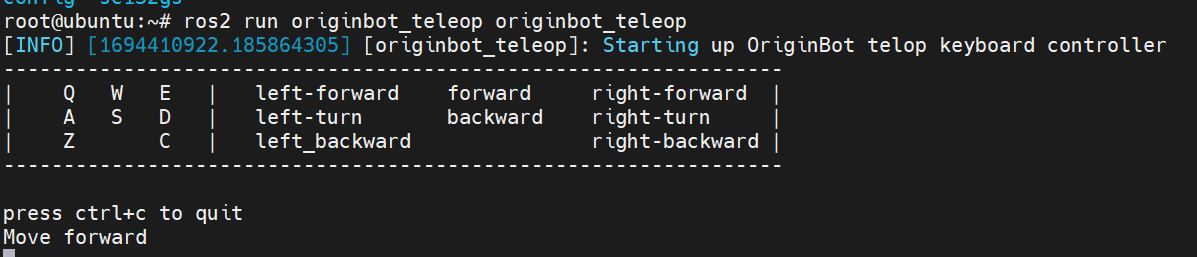 root@ubuntu:~# ros2 run originbot_teleop originbot_teleop
[INFO] [1694410922.185864305] [originbot_teleop]: Starting up OriginBot telop keyboard controller
-----------------------------------------------------------------
|    Q   W   E   |   left-forward    forward     right-forward  |
|    A   S   D   |   left-turn       backward    right-turn     |
|    Z       C   |   left_backward               right-backward |
-----------------------------------------------------------------
press ctrl+c to quit
Move forward